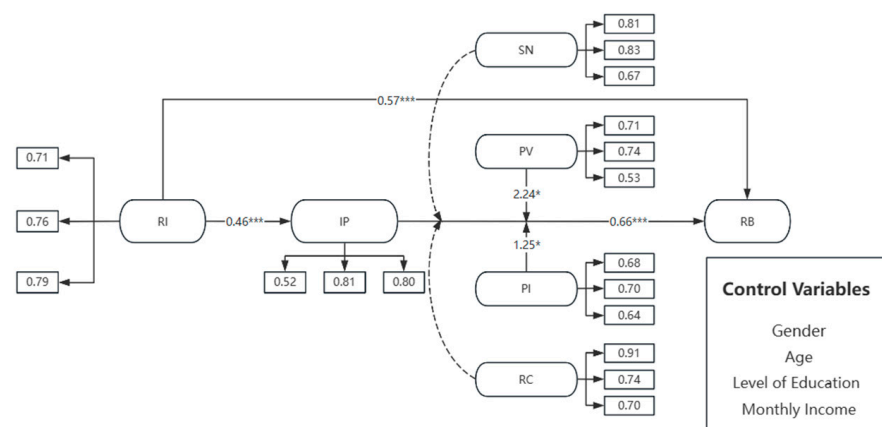 0.81
SN
0.83
0.67
0.57***
0.71
PV
0.74
0.53
2.24*
0.71
0.76
RI
0.46***
IP
0.66***
RB
0.79
0.52
0.81
0.80
1.25*
0.68
PI
0.70
0.64
0.91
RC
0.74
0.70
Control Variables
Gender
Age
Level of Education
Monthly Income